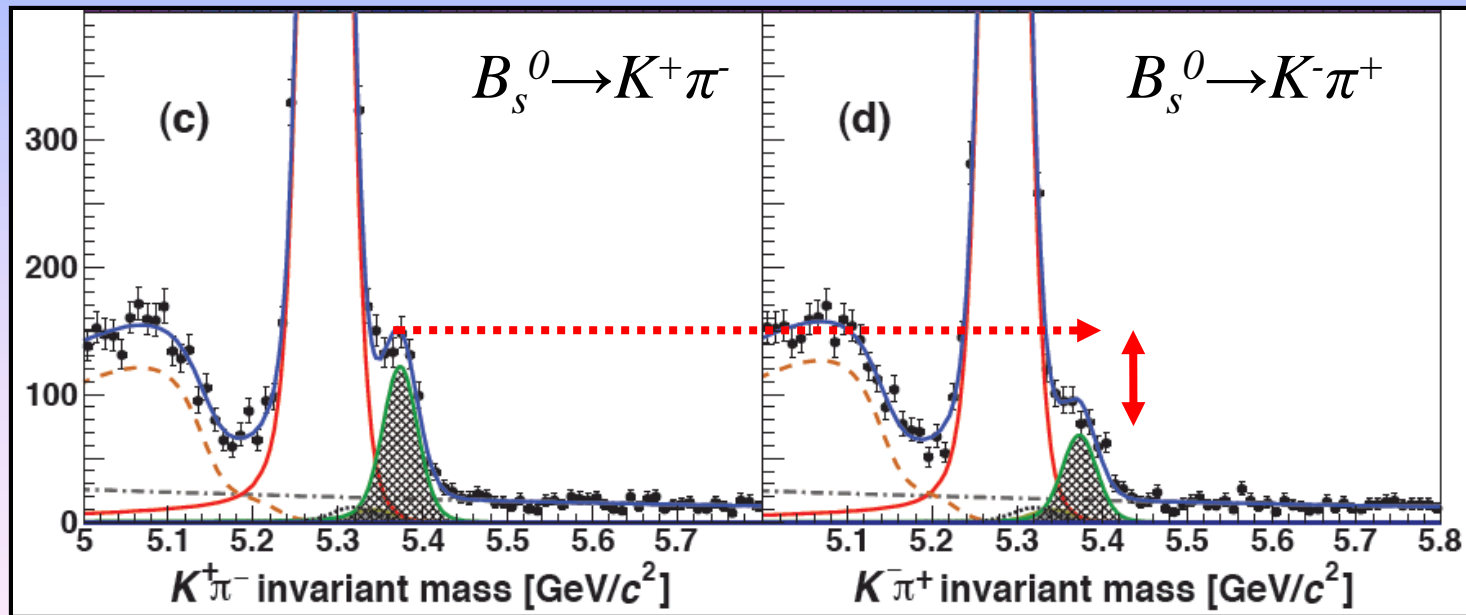 B_s^0→K^+π^-
B_s^0→K^-π^+
(c)
(d)
300
200
100
0
5 5.1 5.2 5.3 5.4 5.5 5.6 5.7
5.1 5.2 5.3 5.4 5.5 5.6 5.7 5.8
K^+π^- invariant mass [GeV/c^2]
K^-π^+ invariant mass [GeV/c^2]